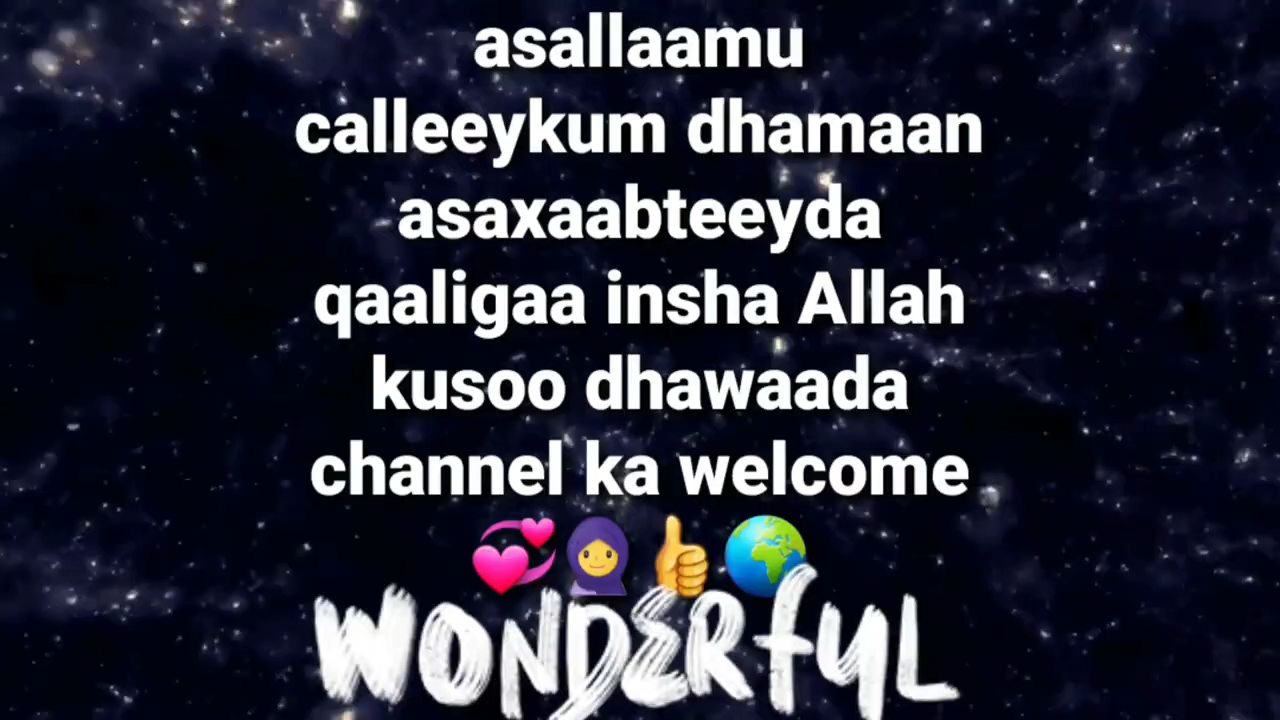 asallaamu
calleeykum dhamaan
asaxaabteeyda
qaaligaa insha Allah
kusoo dhawaada
channel ka welcome
💞🧕👍🌍
WONDERfUL